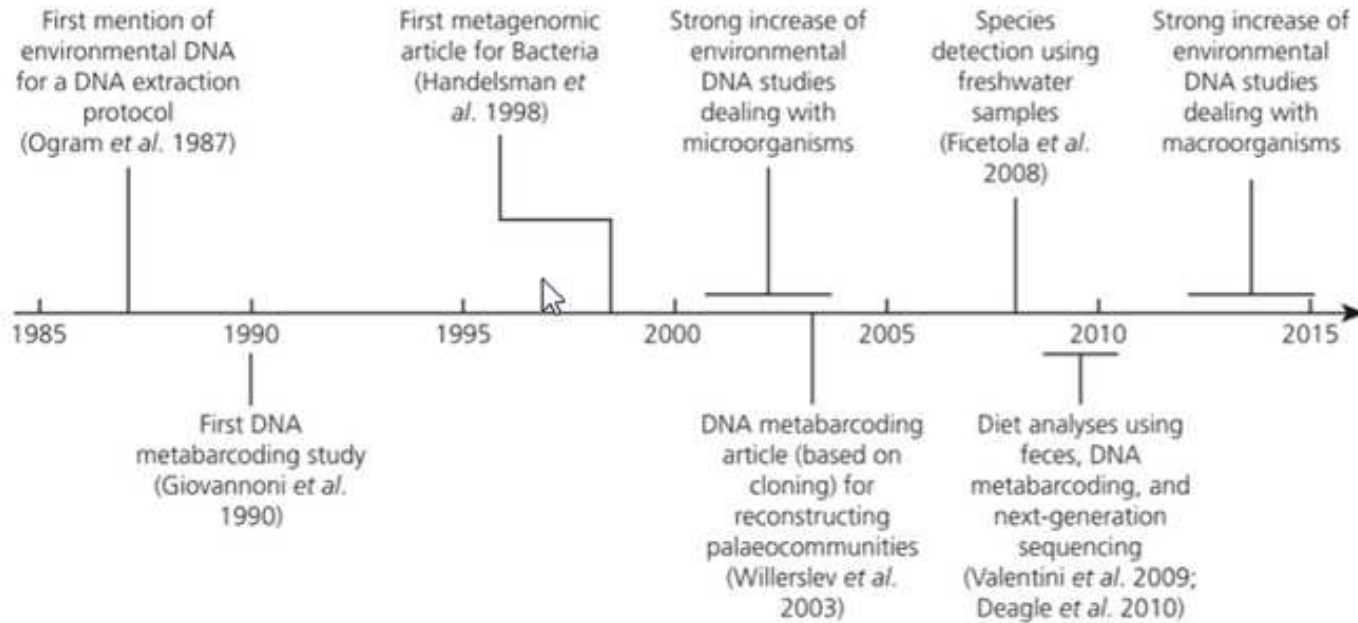 First mention of
environmental DNA
for a DNA extraction
protocol
(Ogram et al. 1987)
First metagenomic
article for Bacteria
(Handelsman et
al. 1998)
Strong increase of
environmental
DNA studies
dealing with
microorganisms
Species
detection using
freshwater
samples
(Ficetola et al.
2008)
Strong increase of
environmental
DNA studies
dealing with
macroorganisms
1985 1990 1995 2000 2005 2010 2015
First DNA
metabarcoding study
(Giovannoni et al.
1990)
DNA metabarcoding
article (based on
cloning) for
reconstructing
palaeocommunities
(Willerslev et al.
2003)
Diet analyses using
feces, DNA
metabarcoding, and
next-generation
sequencing
(Valentini et al. 2009;
Deagle et al. 2010)